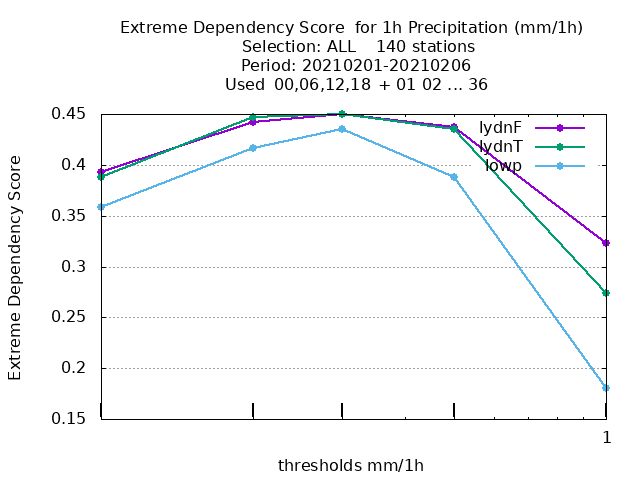 Extreme Dependency Score for 1h Precipitation (mm/1h)
Selection: ALL 140 stations
Period: 20210201-20210206
Used 00,06,12,18 + 01 02 ... 36
Extreme Dependency Score
0.45
0.4
0.35
0.3
0.25
0.2
0.15
lydnF
lydnT
lowp
1
thresholds mm/1h